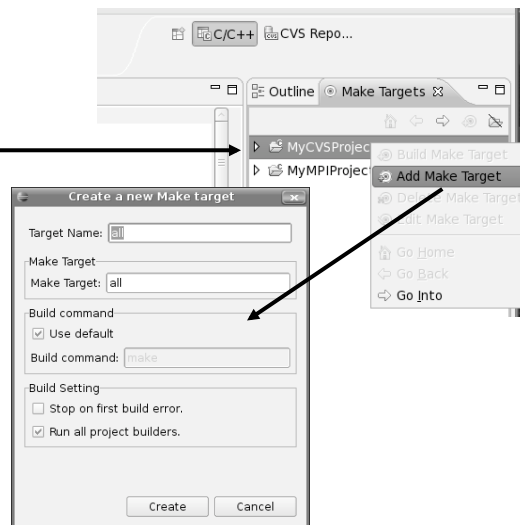 C/C++ CVS Repo...
Outline Make Targets
MyCVSProjec
MyMPIProject
Build Make Target
Add Make Target
Delete Make Target
Edit Make Target
Go Home
Go Back
Go Into
Create a new Make target
Target Name: all
Make Target
Make Target: all
Build command
Use default
Build command: make
Build Setting
Stop on first build error.
Run all project builders.
Create Cancel